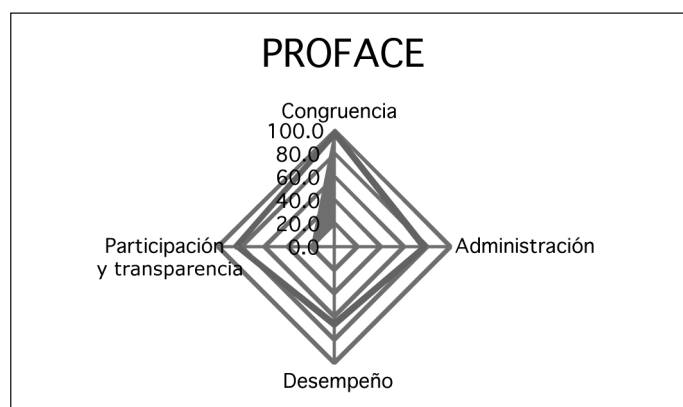 PROFACE
Congruencia
100.0
80.0
60.0
40.0
20.0
0.0
Participación
y transparencia
Administración
Desempeño